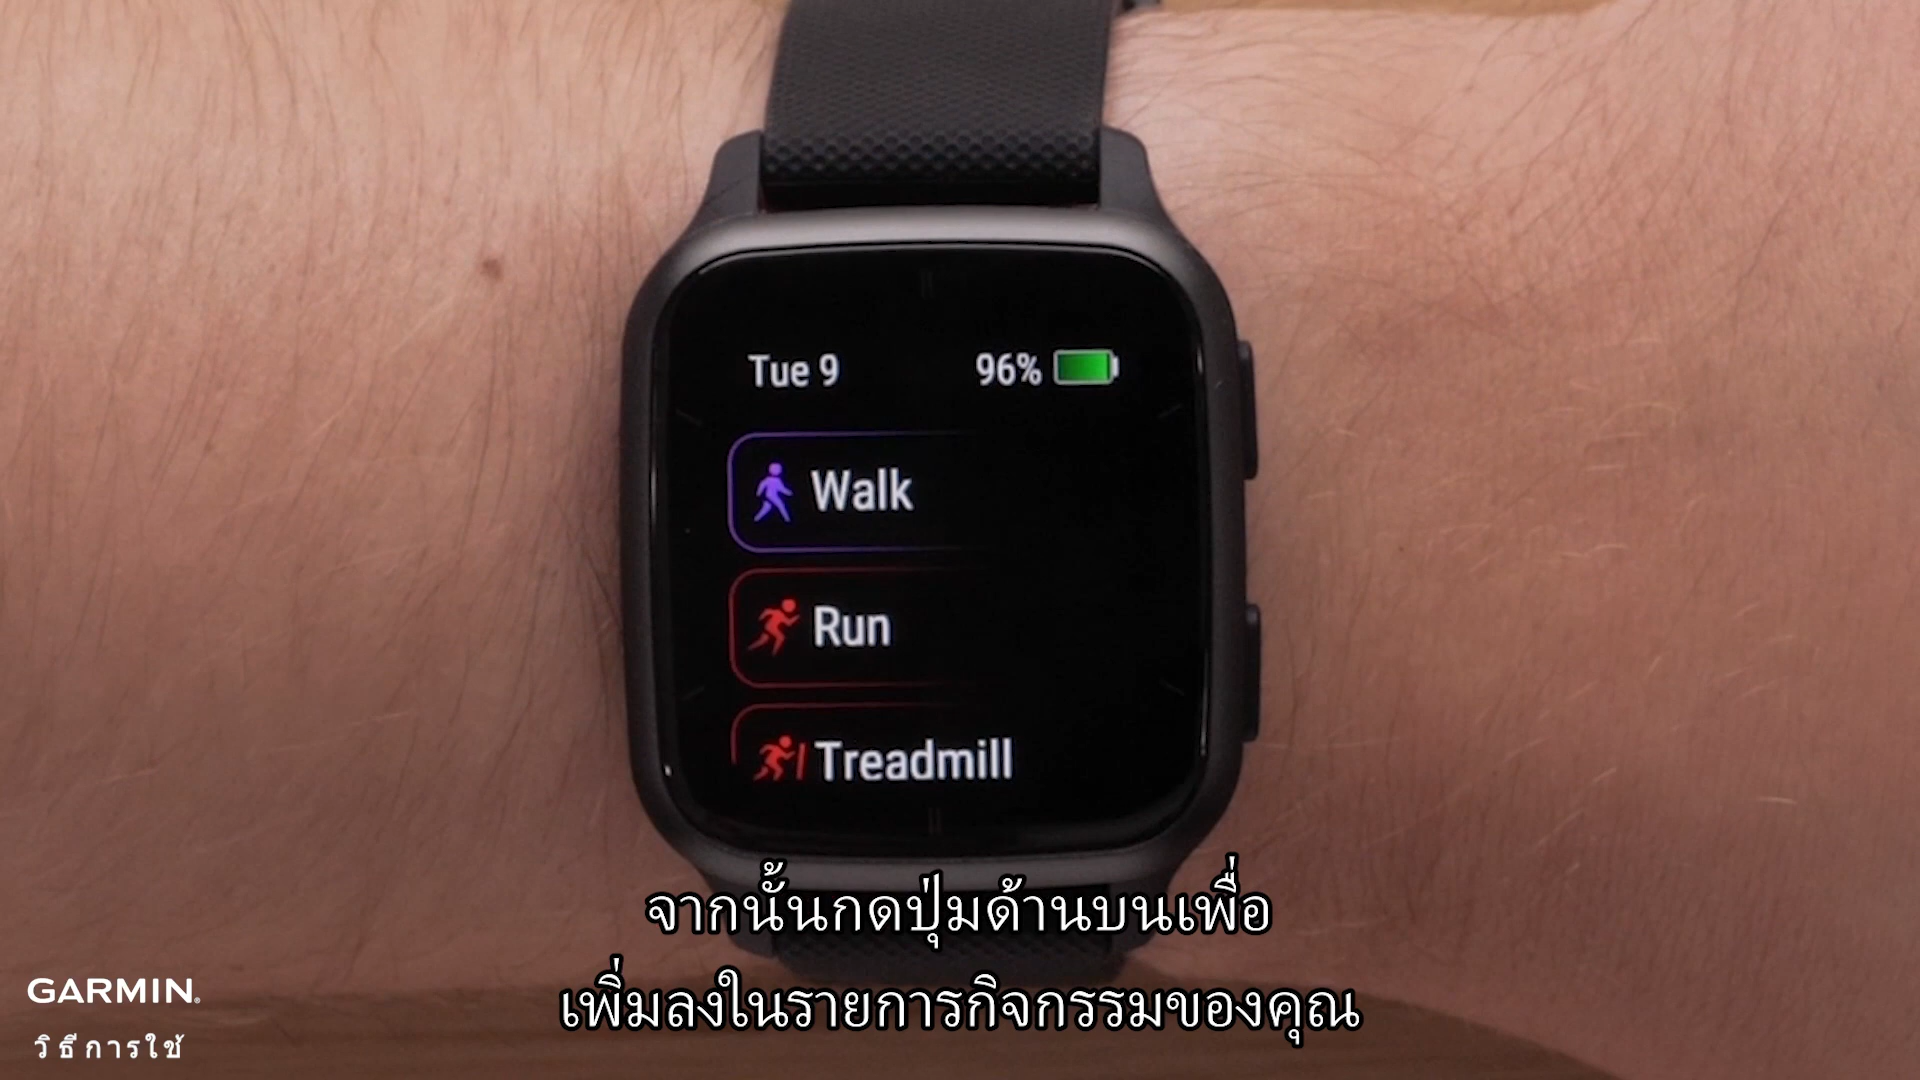 Tue 9 96%
Walk
Run
Treadmill
จากนั้นกดปุ่มด้านบนเพื่อ
เพิ่มลงในรายการกิจกรรมของคุณ
GARMIN®
วิธีการใช้